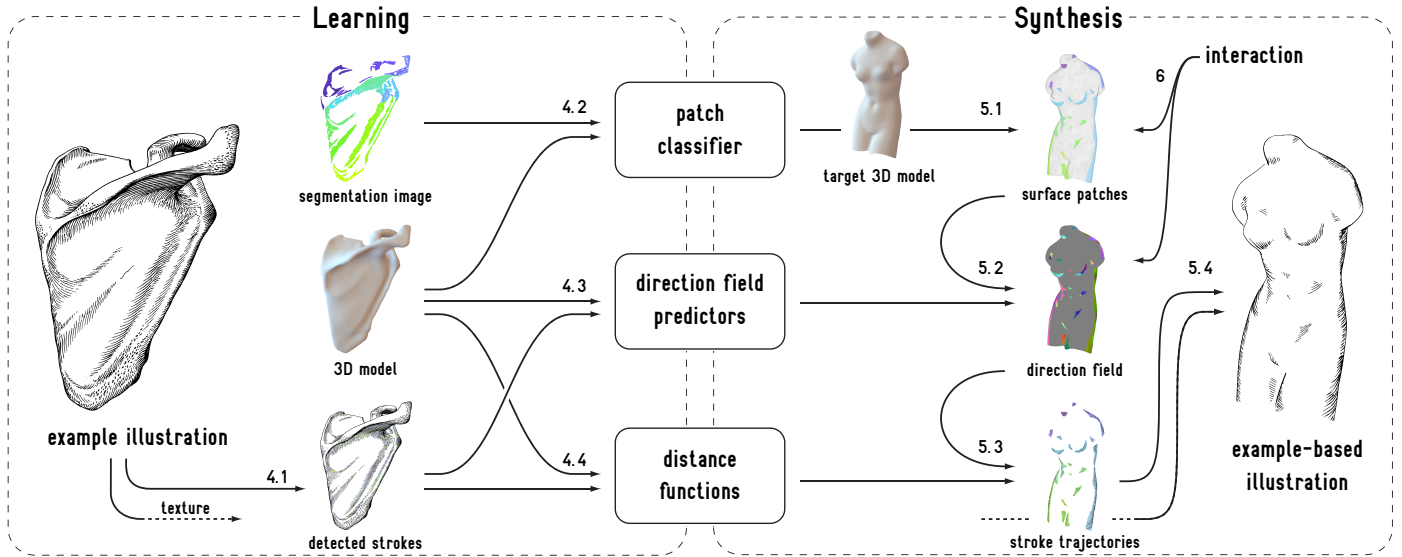 Learning
Synthesis
segmentation image
3D model
example illustration
4.1
texture
detected strokes
4.2
4.3
4.4
patch
classifier
direction field
predictors
distance
functions
target 3D model
5.1
surface patches
6
interaction
5.2
direction field
5.3
stroke trajectories
5.4
example-based
illustration